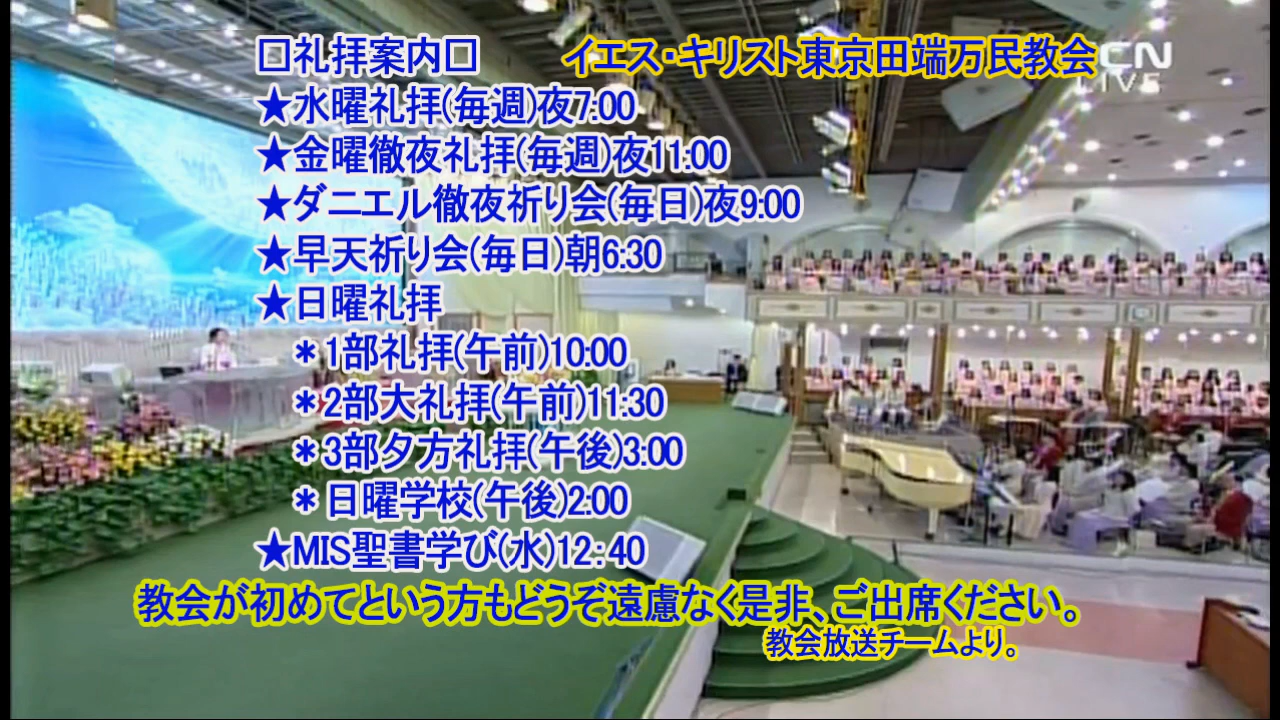 □礼拝案内□ イエス・キリスト東京田端万民教会 CN
LIVE
★水曜礼拝(毎週)夜7:00
★金曜徹夜礼拝(毎週)夜11:00
★ダニエル徹夜祈り会(毎日)夜9:00
★早天祈り会(毎日)朝6:30
★日曜礼拝
*1部礼拝(午前)10:00
*2部大礼拝(午前)11:30
*3部夕方礼拝(午後)3:00
*日曜学校(午後)2:00
★MIS聖書学び(水)12:40
教会が初めてという方もどうぞ遠慮なく是非、ご出席ください。
教会放送チームより。